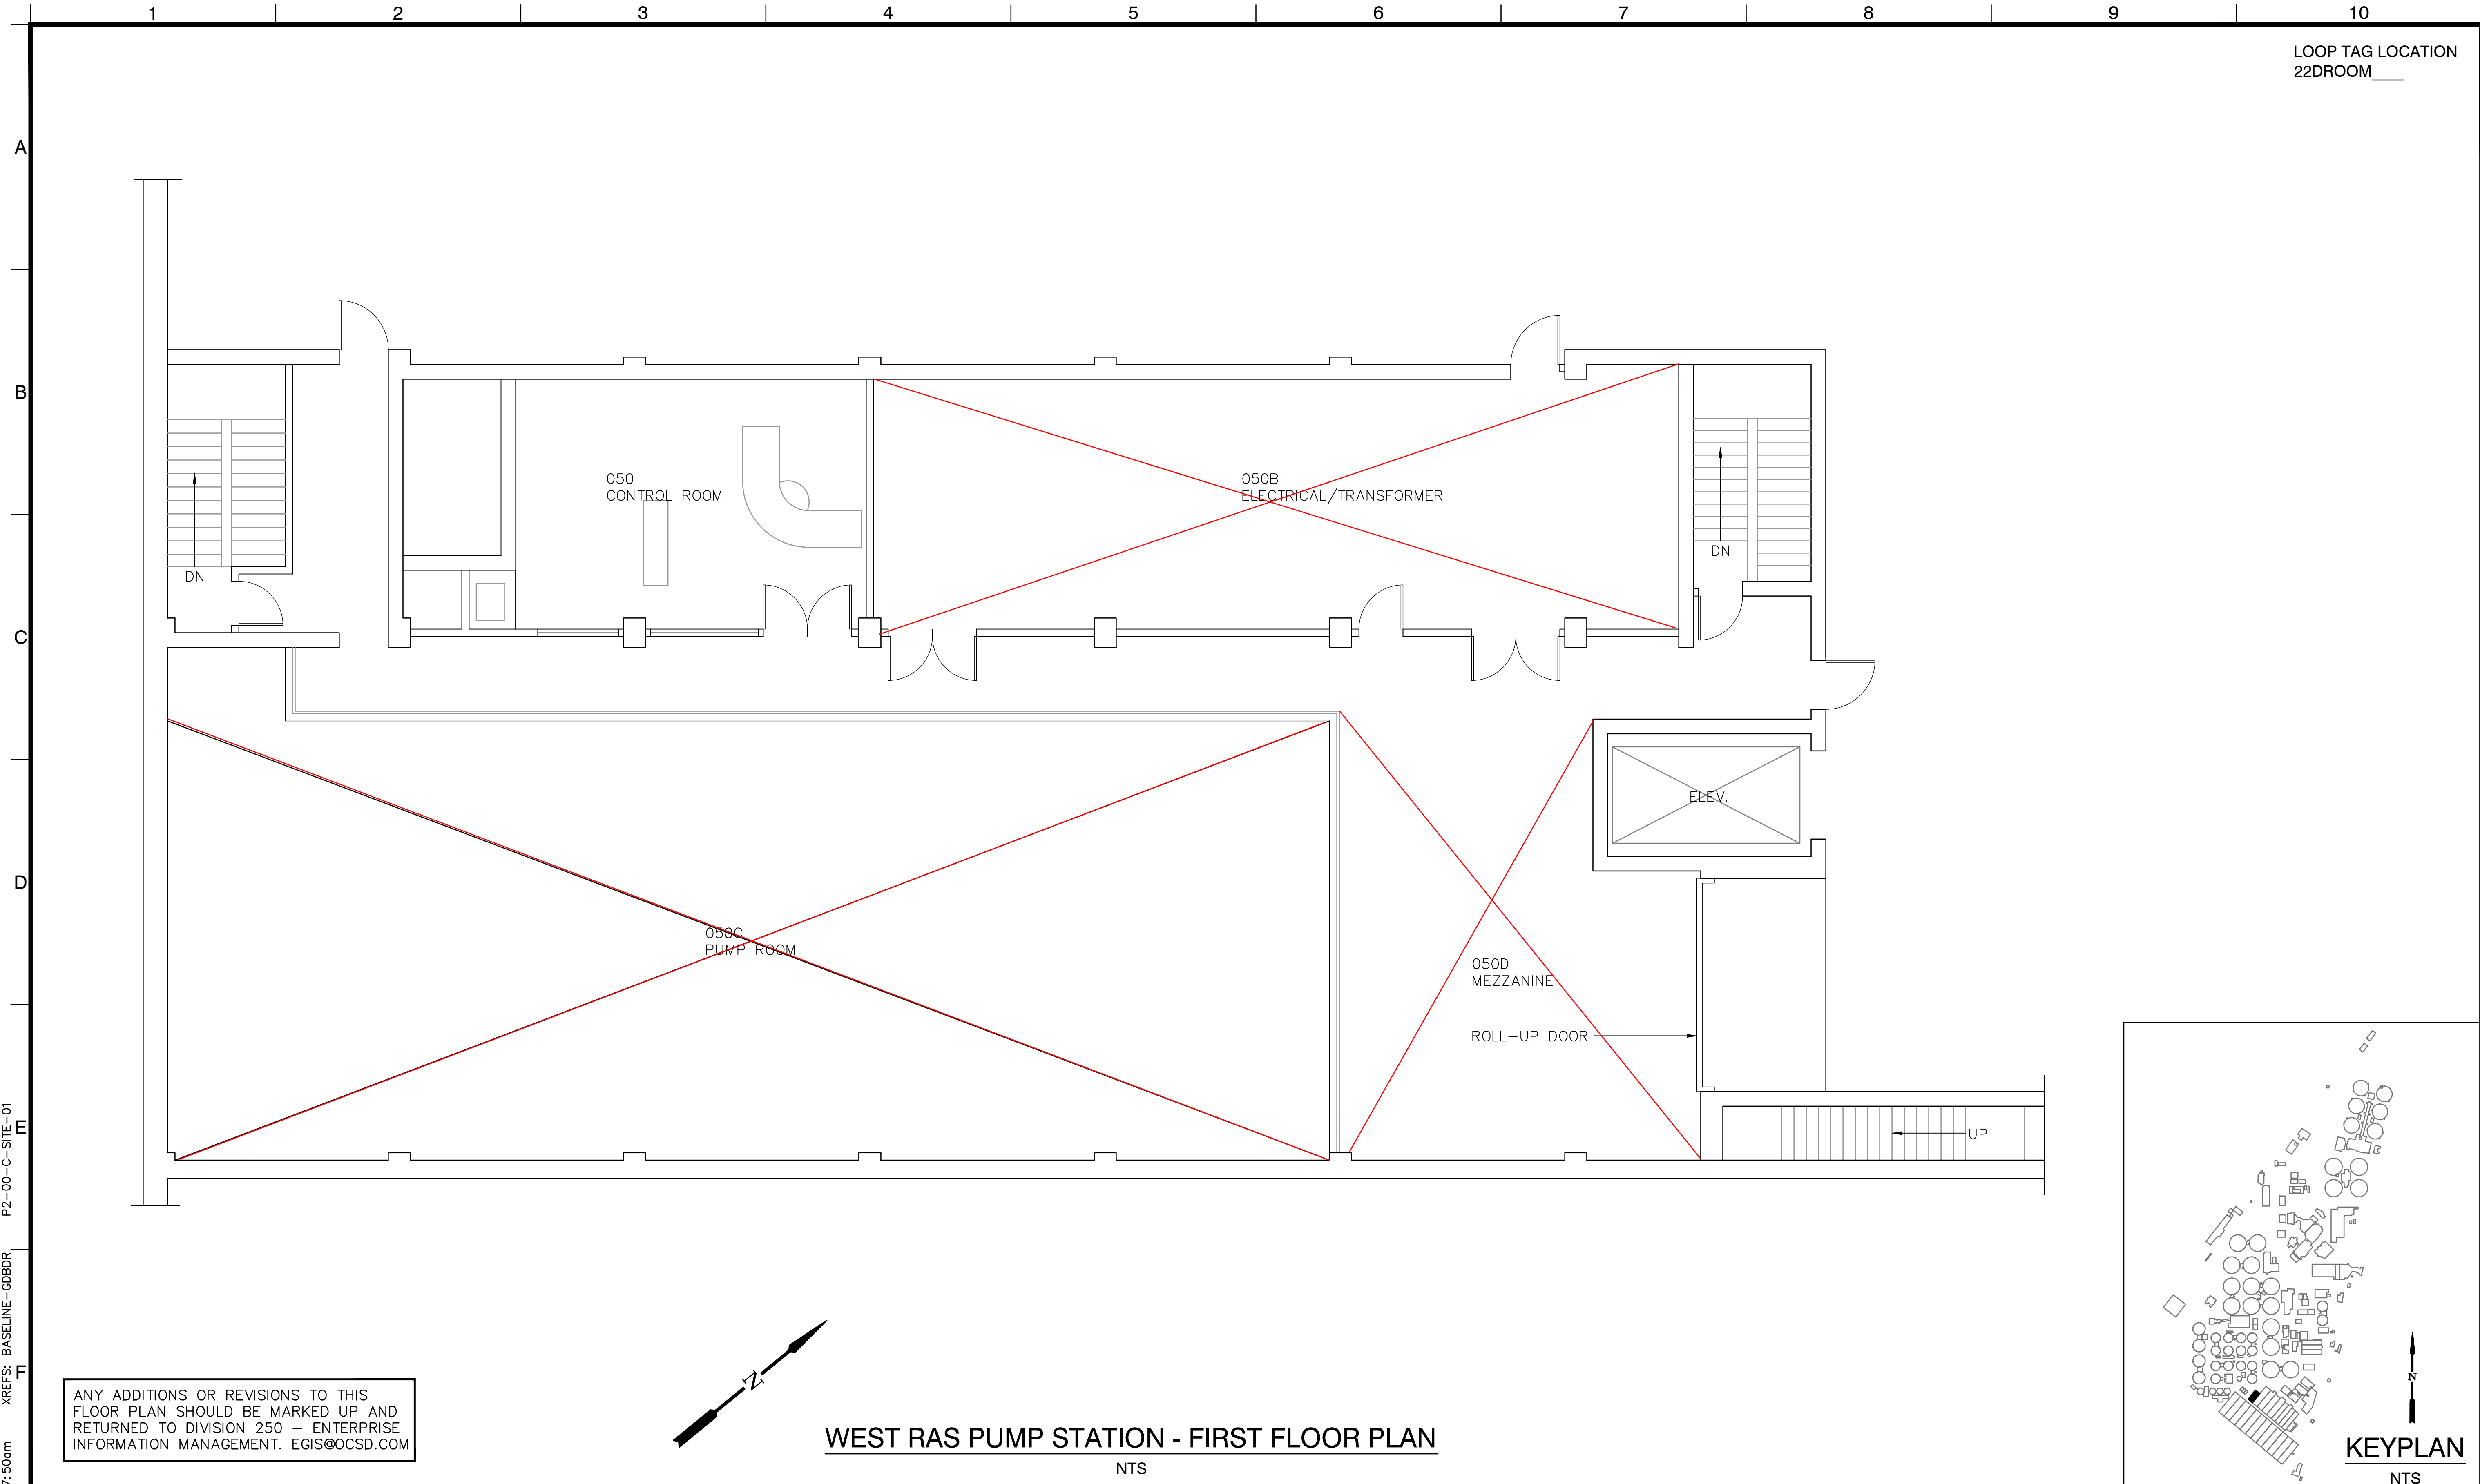 1 2 3 4 5 6 7 8 9 10
LOOP TAG LOCATION
22DROOM____
A
B
C
D
E
F
050
CONTROL ROOM
050B
ELECTRICAL/TRANSFORMER
DN
DN
ELEV.
050C
PUMP ROOM
050D
MEZZANINE
ROLL-UP DOOR
UP
N
ANY ADDITIONS OR REVISIONS TO THIS
FLOOR PLAN SHOULD BE MARKED UP AND
RETURNED TO DIVISION 250 – ENTERPRISE
INFORMATION MANAGEMENT. EGIS@OCSD.COM
WEST RAS PUMP STATION - FIRST FLOOR PLAN
NTS
N
KEYPLAN
NTS
7:50am XREFS: BASELINE-GDBDR P2-00-C-SITE-01